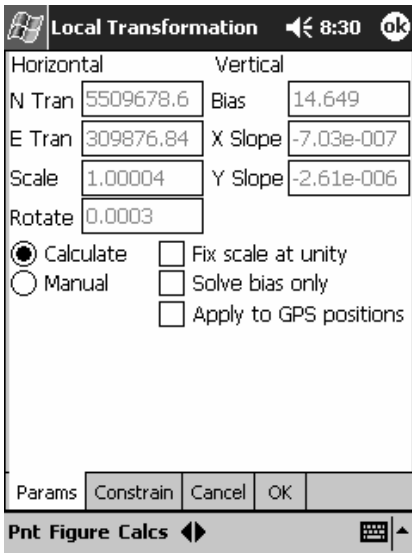 Local Transformation 8:30 ok
Horizontal Vertical
N Tran 5509678.6 Bias 14.649
E Tran 309876.84 X Slope -7.03e-007
Scale 1.00004 Y Slope -2.61e-006
Rotate 0.0003
Calculate Fix scale at unity
Manual Solve bias only
Apply to GPS positions
Params Constrain Cancel OK
Pnt Figure Calcs